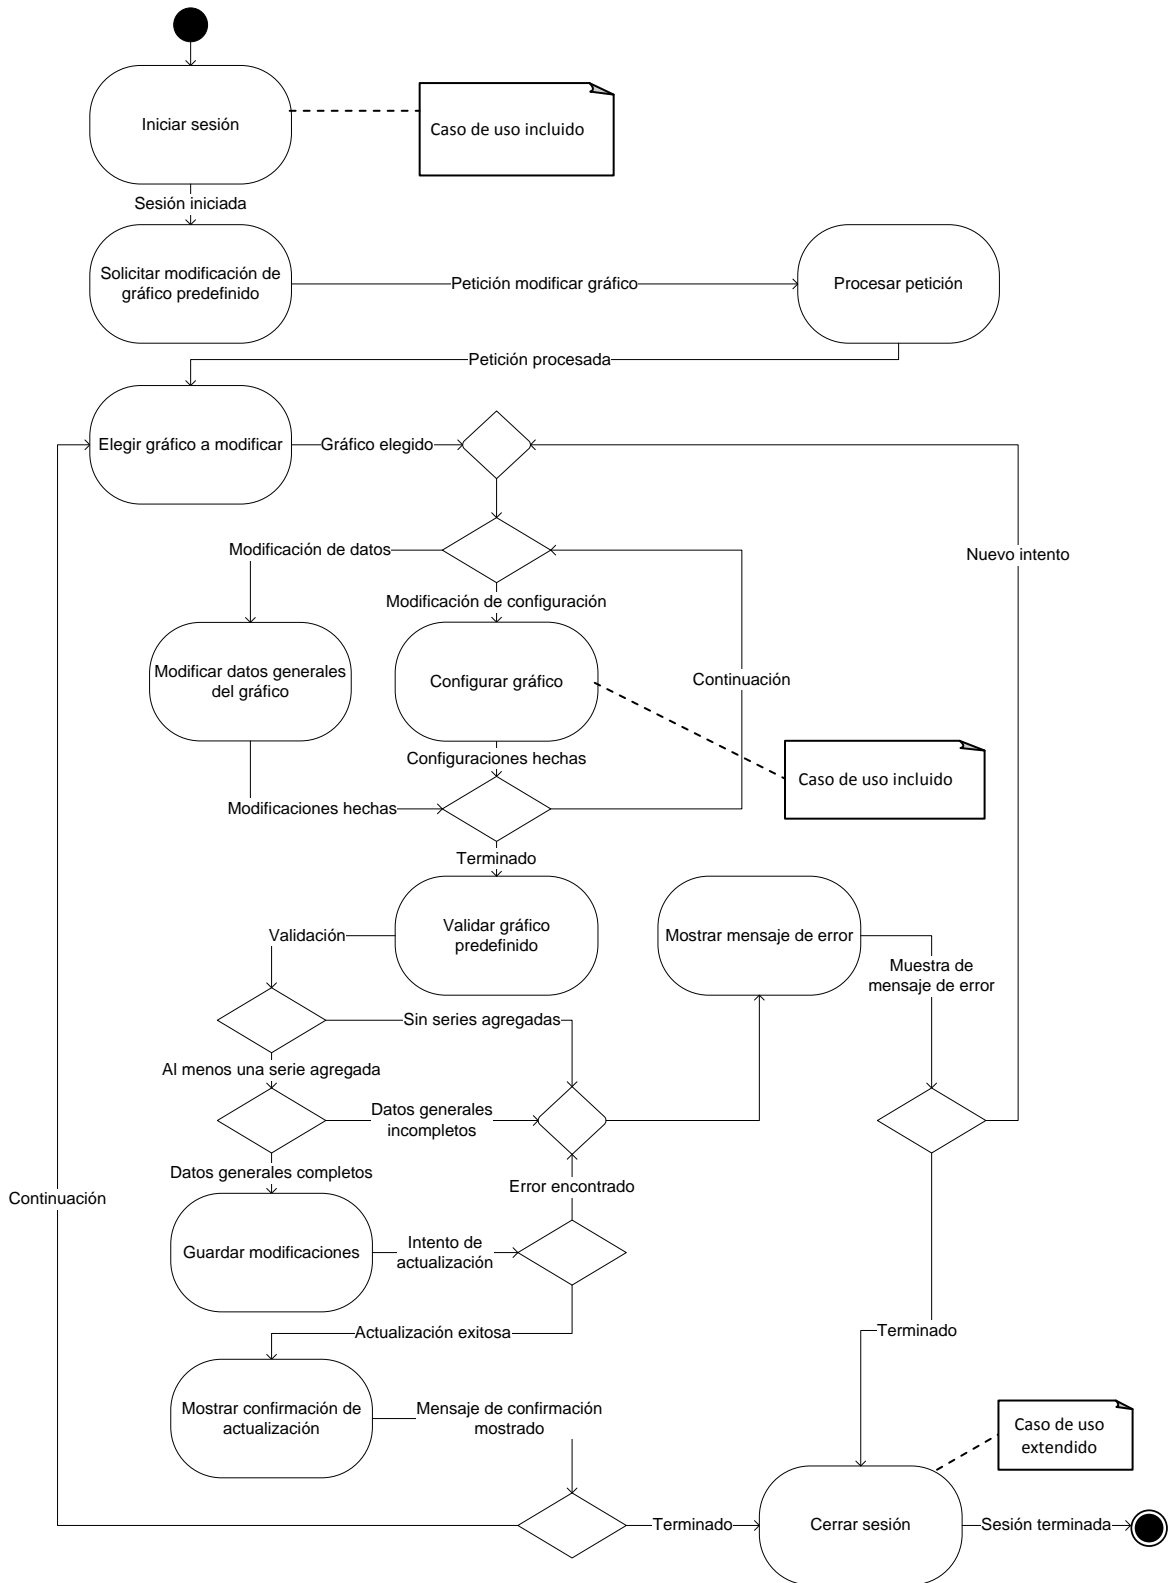 Iniciar sesión
Caso de uso incluido
Sesión iniciada
Solicitar modificación de
gráfico predefinido
Petición modificar gráfico
Procesar petición
Petición procesada
Elegir gráfico a modificar
Gráfico elegido
Modificación de datos
Nuevo intento
Modificación de configuración
Modificar datos generales
del gráfico
Configurar gráfico
Continuación
Configuraciones hechas
Caso de uso incluido
Modificaciones hechas
Terminado
Validar gráfico
predefinido
Validación
Mostrar mensaje de error
Muestra de
mensaje de error
Sin series agregadas
Al menos una serie agregada
Datos generales
incompletos
Datos generales completos
Error encontrado
Continuación
Guardar modificaciones
Intento de
actualización
Actualización exitosa
Terminado
Mostrar confirmación de
actualización
Mensaje de confirmación
mostrado
Caso de uso
extendido
Terminado
Cerrar sesión
Sesión terminada